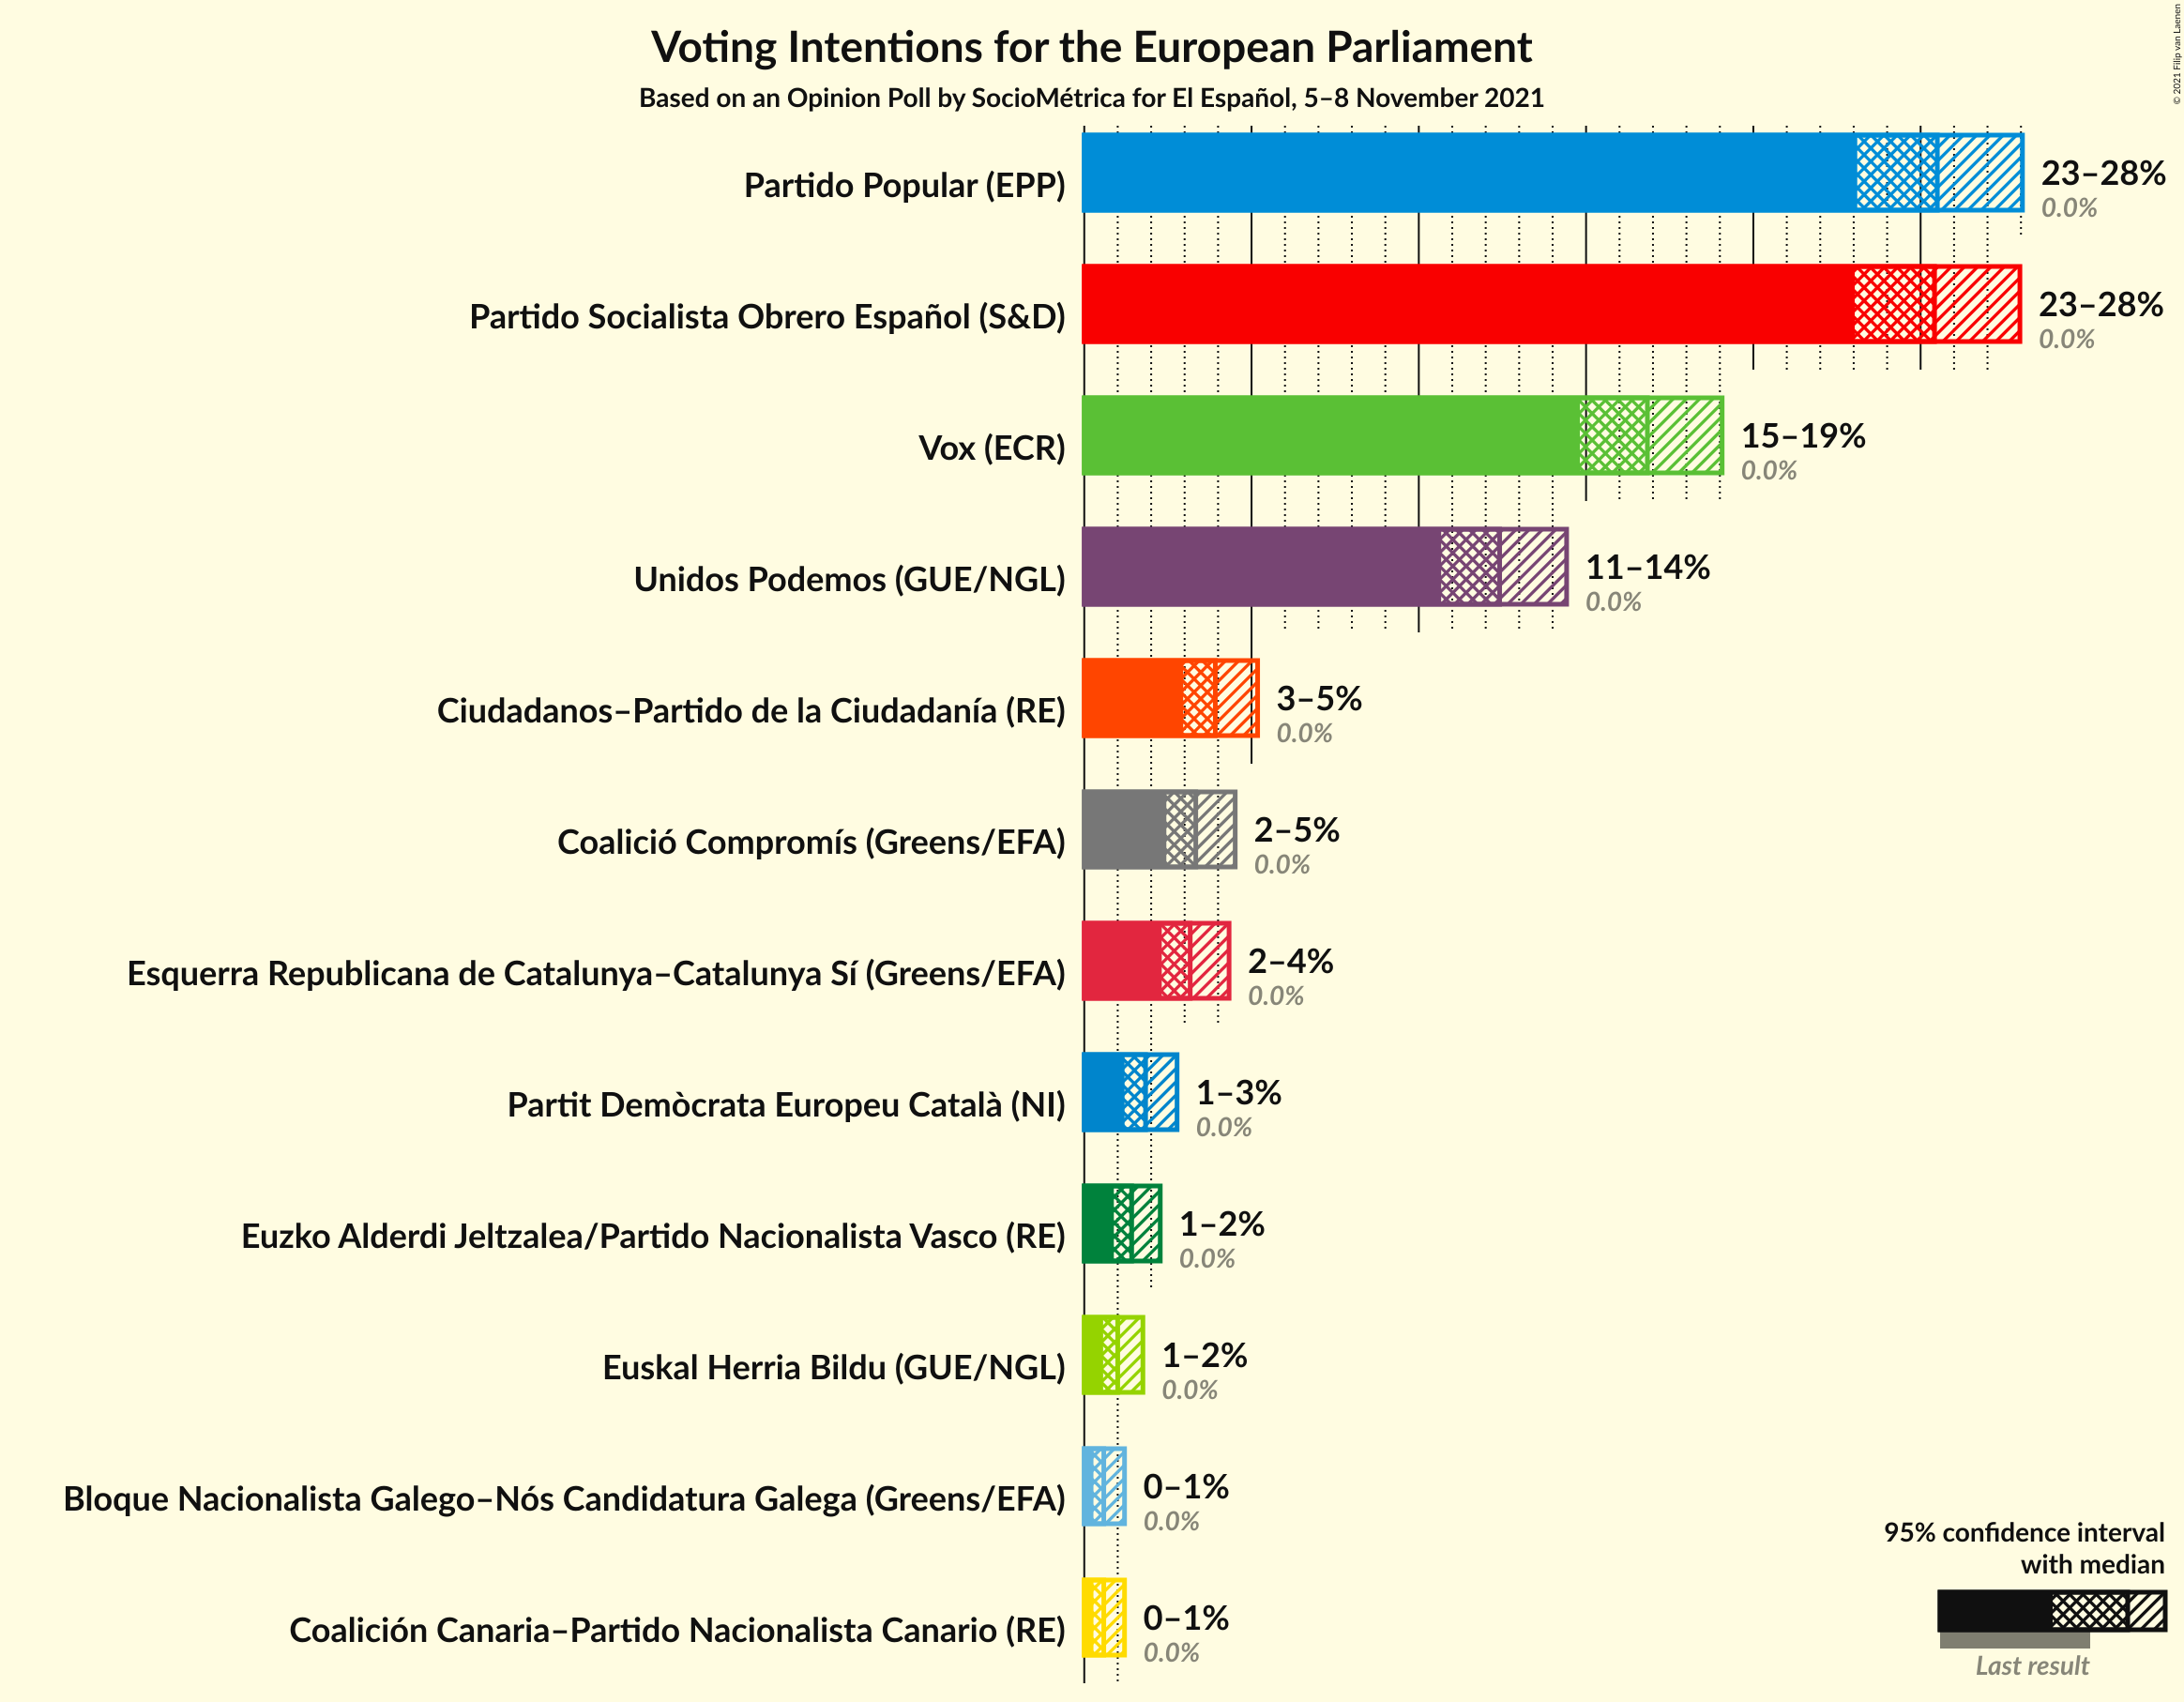 Voting Intentions for the European Parliament
Based on an Opinion Poll by SocioMétrica for El Español, 5–8 November 2021
© 2021 Filip van Laenen
Partido Popular (EPP)
23–28%
0.0%
Partido Socialista Obrero Español (S&D)
23–28%
0.0%
Vox (ECR)
15–19%
0.0%
Unidos Podemos (GUE/NGL)
11–14%
0.0%
Ciudadanos–Partido de la Ciudadanía (RE)
3–5%
0.0%
Coalició Compromís (Greens/EFA)
2–5%
0.0%
Esquerra Republicana de Catalunya–Catalunya Sí (Greens/EFA)
2–4%
0.0%
Partit Demòcrata Europeu Català (NI)
1–3%
0.0%
Euzko Alderdi Jeltzalea/Partido Nacionalista Vasco (RE)
1–2%
0.0%
Euskal Herria Bildu (GUE/NGL)
1–2%
0.0%
Bloque Nacionalista Galego–Nós Candidatura Galega (Greens/EFA)
0–1%
0.0%
Coalición Canaria–Partido Nacionalista Canario (RE)
0–1%
0.0%
95% confidence interval
with median
Last result